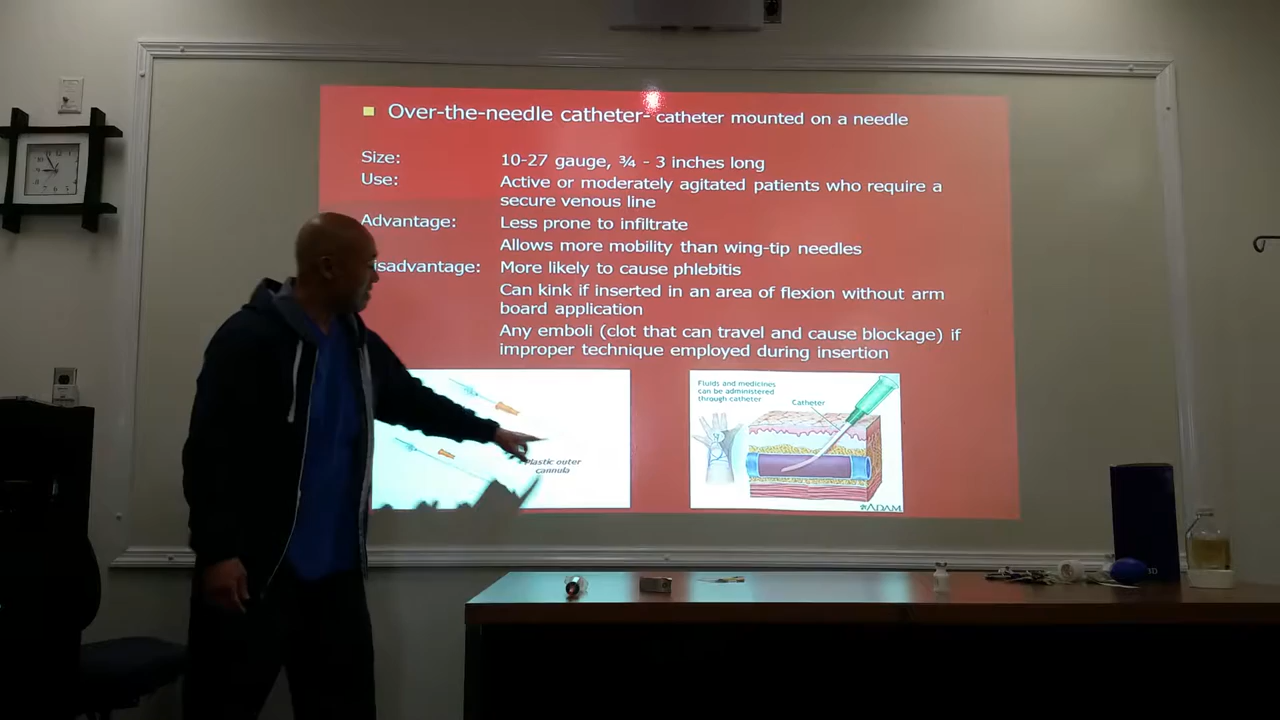 Over-the-needle catheter- catheter mounted on a needle
Size: 10-27 gauge, ¾ - 3 inches long
Use: Active or moderately agitated patients who require a
secure venous line
Advantage: Less prone to infiltrate
Allows more mobility than wing-tip needles
isadvantage: More likely to cause phlebitis
Can kink if inserted in an area of flexion without arm
board application
Any emboli (clot that can travel and cause blockage) if
improper technique employed during insertion
Plastic outer
cannula
Fluids and medicines
can be administered
through catheter
Catheter
ADAM